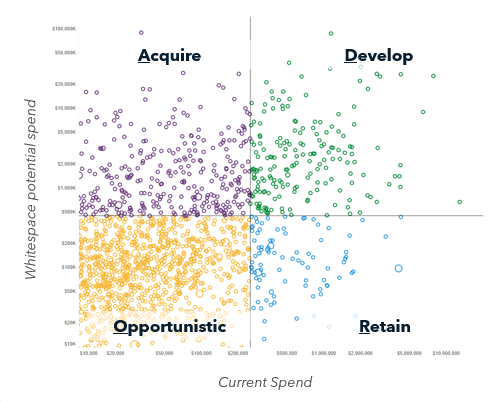 $100,000K
Acquire
Develop
$50,000K
$20,000K
$10,000K
$5,000K
$2,000K
$1,000K
$500K
$200K
$100K
$50K
$20K
$10K
Opportunistic
Retain
Whitespace potential spend
$10,000
$20,000
$50,000
$100,000
$200,000
$500,000
$1,000,000
$2,000,000
$5,000,000
$10,000,000
Current Spend